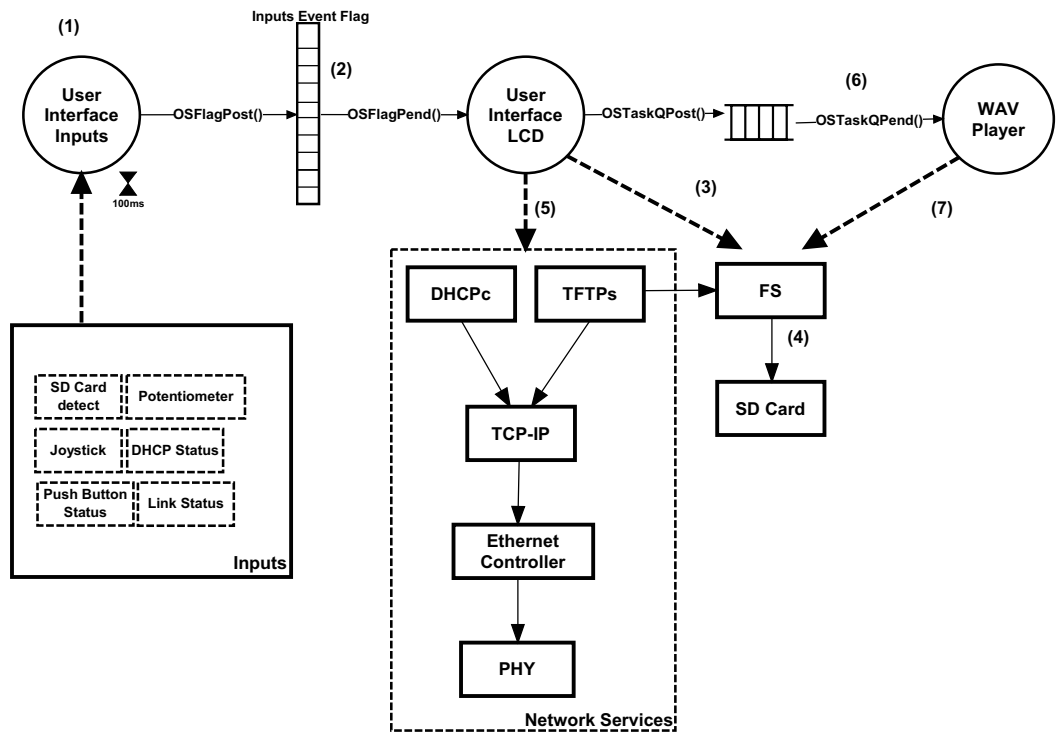 Inputs Event Flag
(1)
(2)
(6)
User
Interface
Inputs
OSFlagPost()
OSFlagPend()
User
Interface
LCD
OSTaskQPost()
OSTaskQPend()
WAV
Player
100ms
(5)
(3)
(7)
DHCPc
TFTPs
FS
(4)
SD Card
SD Card
detect
Potentiometer
Joystick
DHCP Status
Push Button
Status
Link Status
Inputs
TCP-IP
Ethernet
Controller
PHY
Network Services